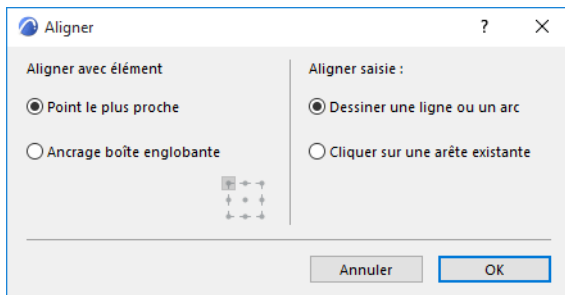 Aligner
?
Aligner avec élément
Point le plus proche
Ancrage boîte englobante
Aligner saisie :
Dessiner une ligne ou un arc
Cliquer sur une arête existante
Annuler
OK